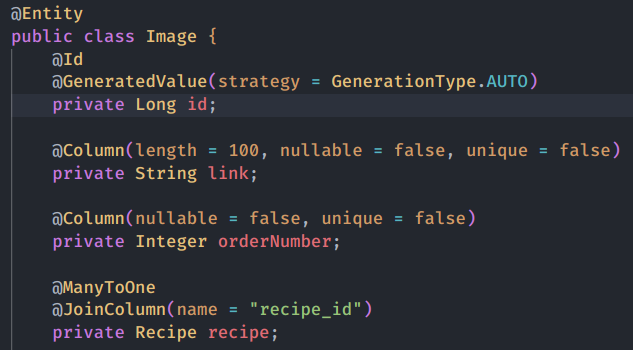 @Entity
public class Image {
@Id
@GeneratedValue(strategy = GenerationType.AUTO)
private Long id;
@Column(length = 100, nullable = false, unique = false)
private String link;
@Column(nullable = false, unique = false)
private Integer orderNumber;
@ManyToOne
@JoinColumn(name = "recipe_id")
private Recipe recipe;